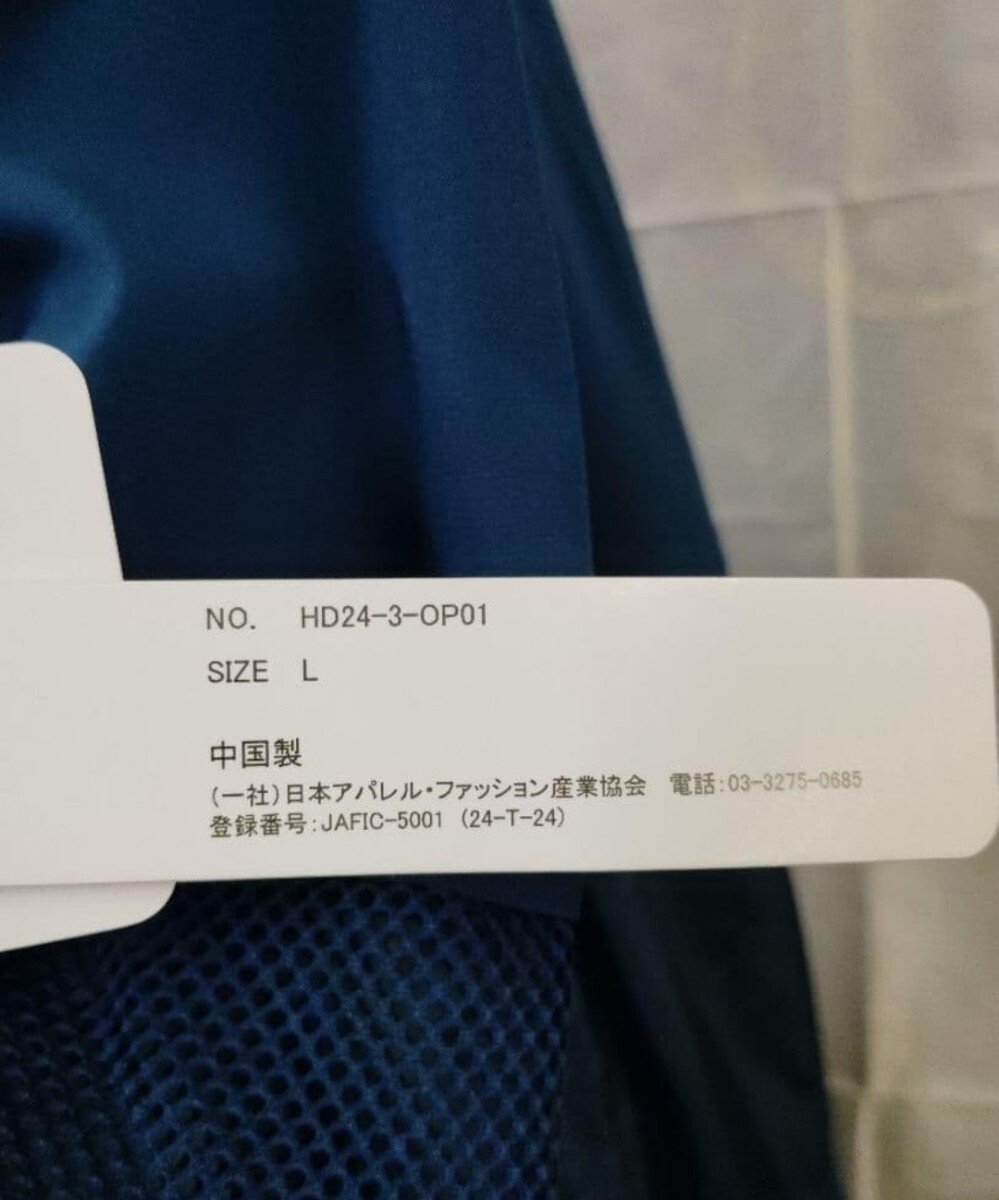 NO. HD24-3-OP01
SIZE L
中国製
(一社)日本アパレル・ファッション産業協会 電話:03-3275-0685
登録番号:JAFIC-5001 (24-T-24)